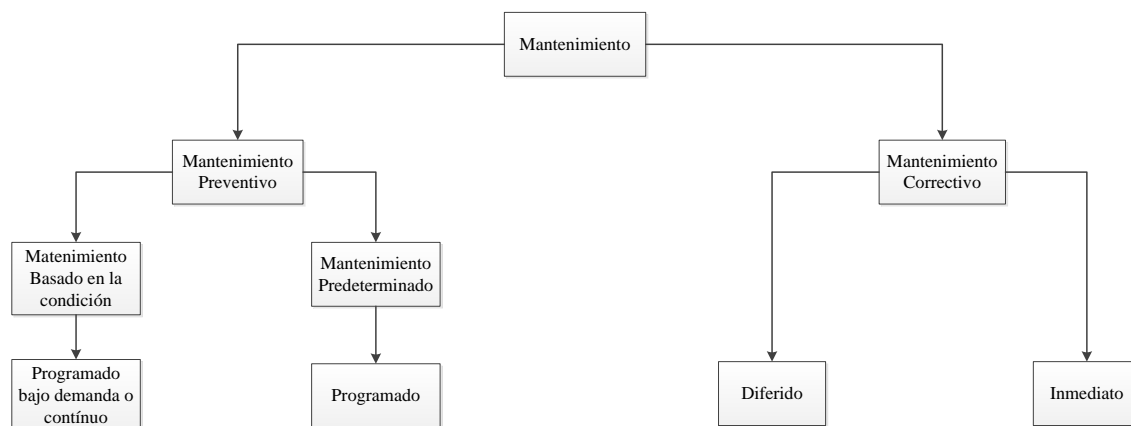 Mantenimiento
Mantenimiento
Preventivo
Mantenimiento
Correctivo
Matenimiento
Basado en la
condición
Mantenimiento
Predeterminado
Programado
bajo demanda o
contínuo
Programado
Diferido
Inmediato